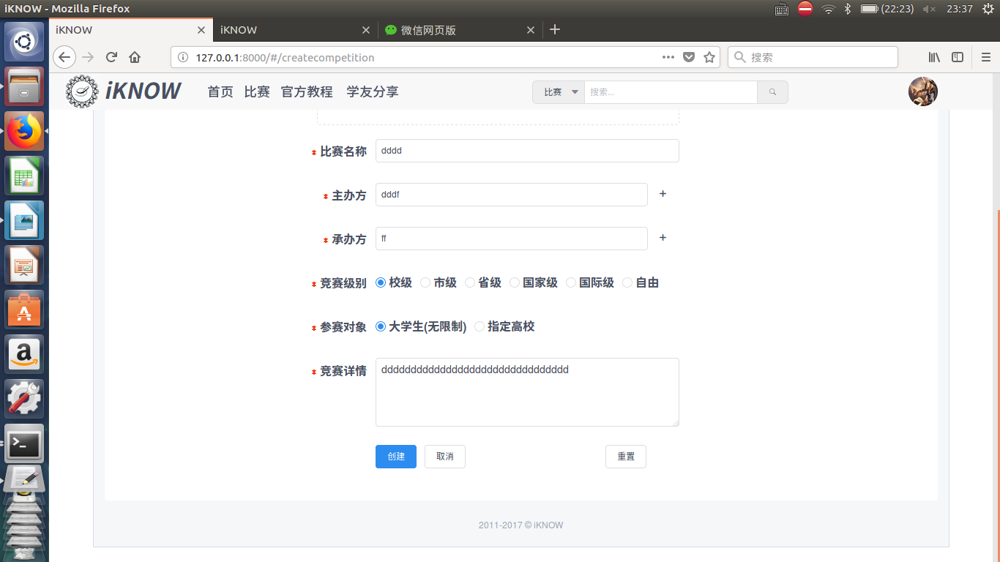 iKNOW - Mozilla Firefox
(22:23)
23:37
iKNOW
iKNOW
微信网页版
127.0.0.1:8000/#/createcompetition
搜索
iKNOW
首页 比赛 官方教程 学友分享
比赛
搜索...
* 比赛名称 dddd
* 主办方 dddf +
* 承办方 ff +
* 竞赛级别 校级 市级 省级 国家级 国际级 自由
* 参赛对象 大学生(无限制) 指定高校
* 竞赛详情 dddddddddddddddddddddddddddddddd
创建 取消 重置
2011-2017 © iKNOW